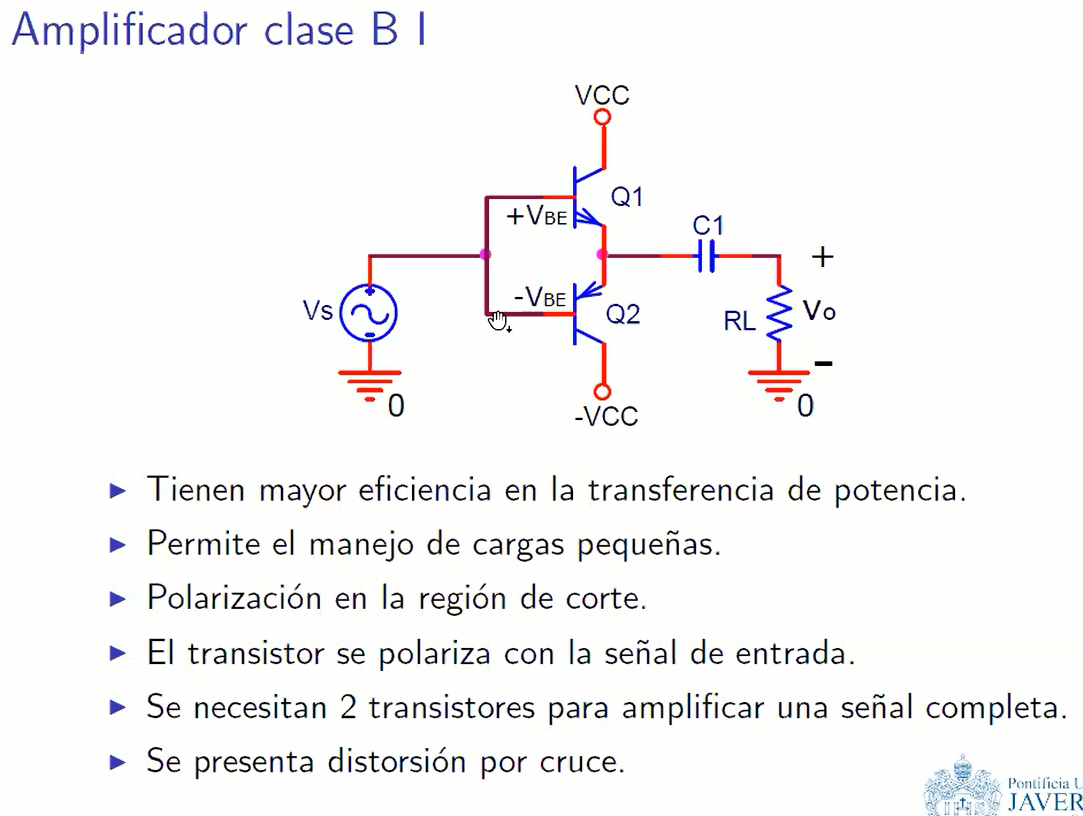 Amplificador clase B I
VCC
Q1
+VBE
C1
+
-VBE
Vs
Q2
RL
Vo
-
0
-VCC
0
Tienen mayor eficiencia en la transferencia de potencia.
Permite el manejo de cargas pequeñas.
Polarización en la región de corte.
El transistor se polariza con la señal de entrada.
Se necesitan 2 transistores para amplificar una señal completa.
Se presenta distorsión por cruce.
Pontificia U
JAVER